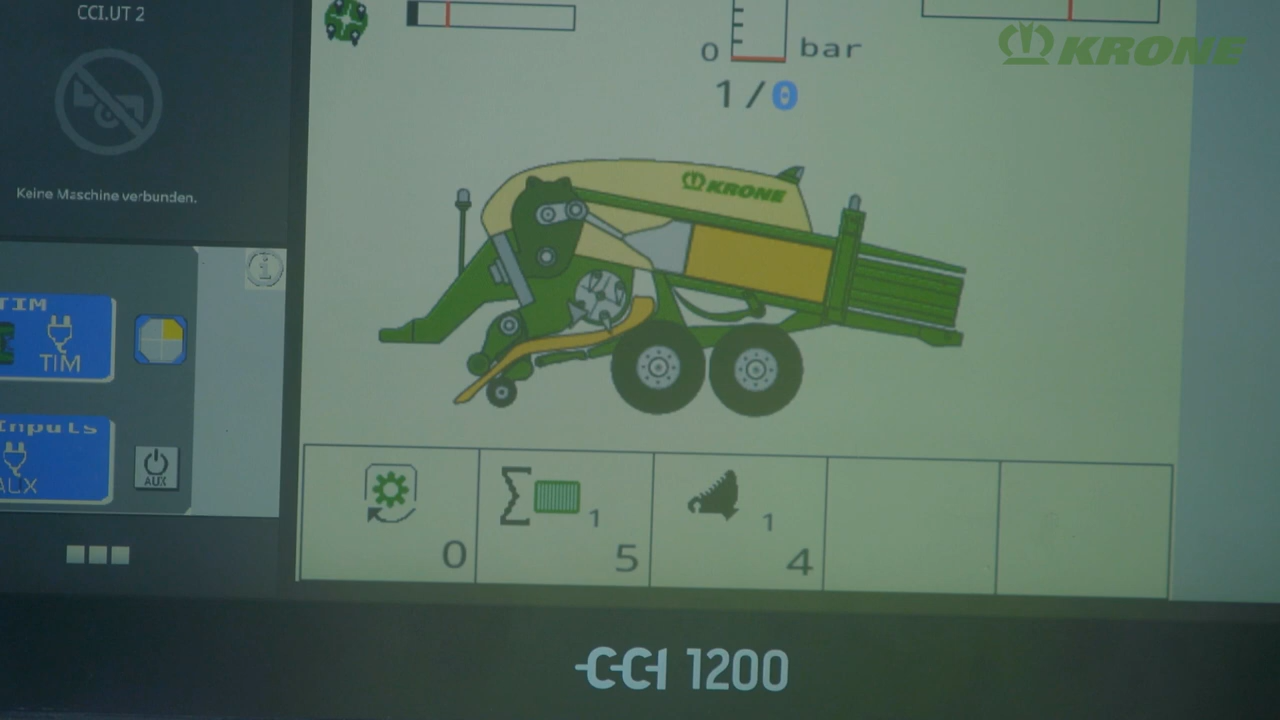 CCI.UT 2
Keine Maschine verbunden.
TIM
TIM
Inputs
AUX
AUX
0 bar
1/0
KRONE
KRONE
0
1
5
1
4
CCI 1200